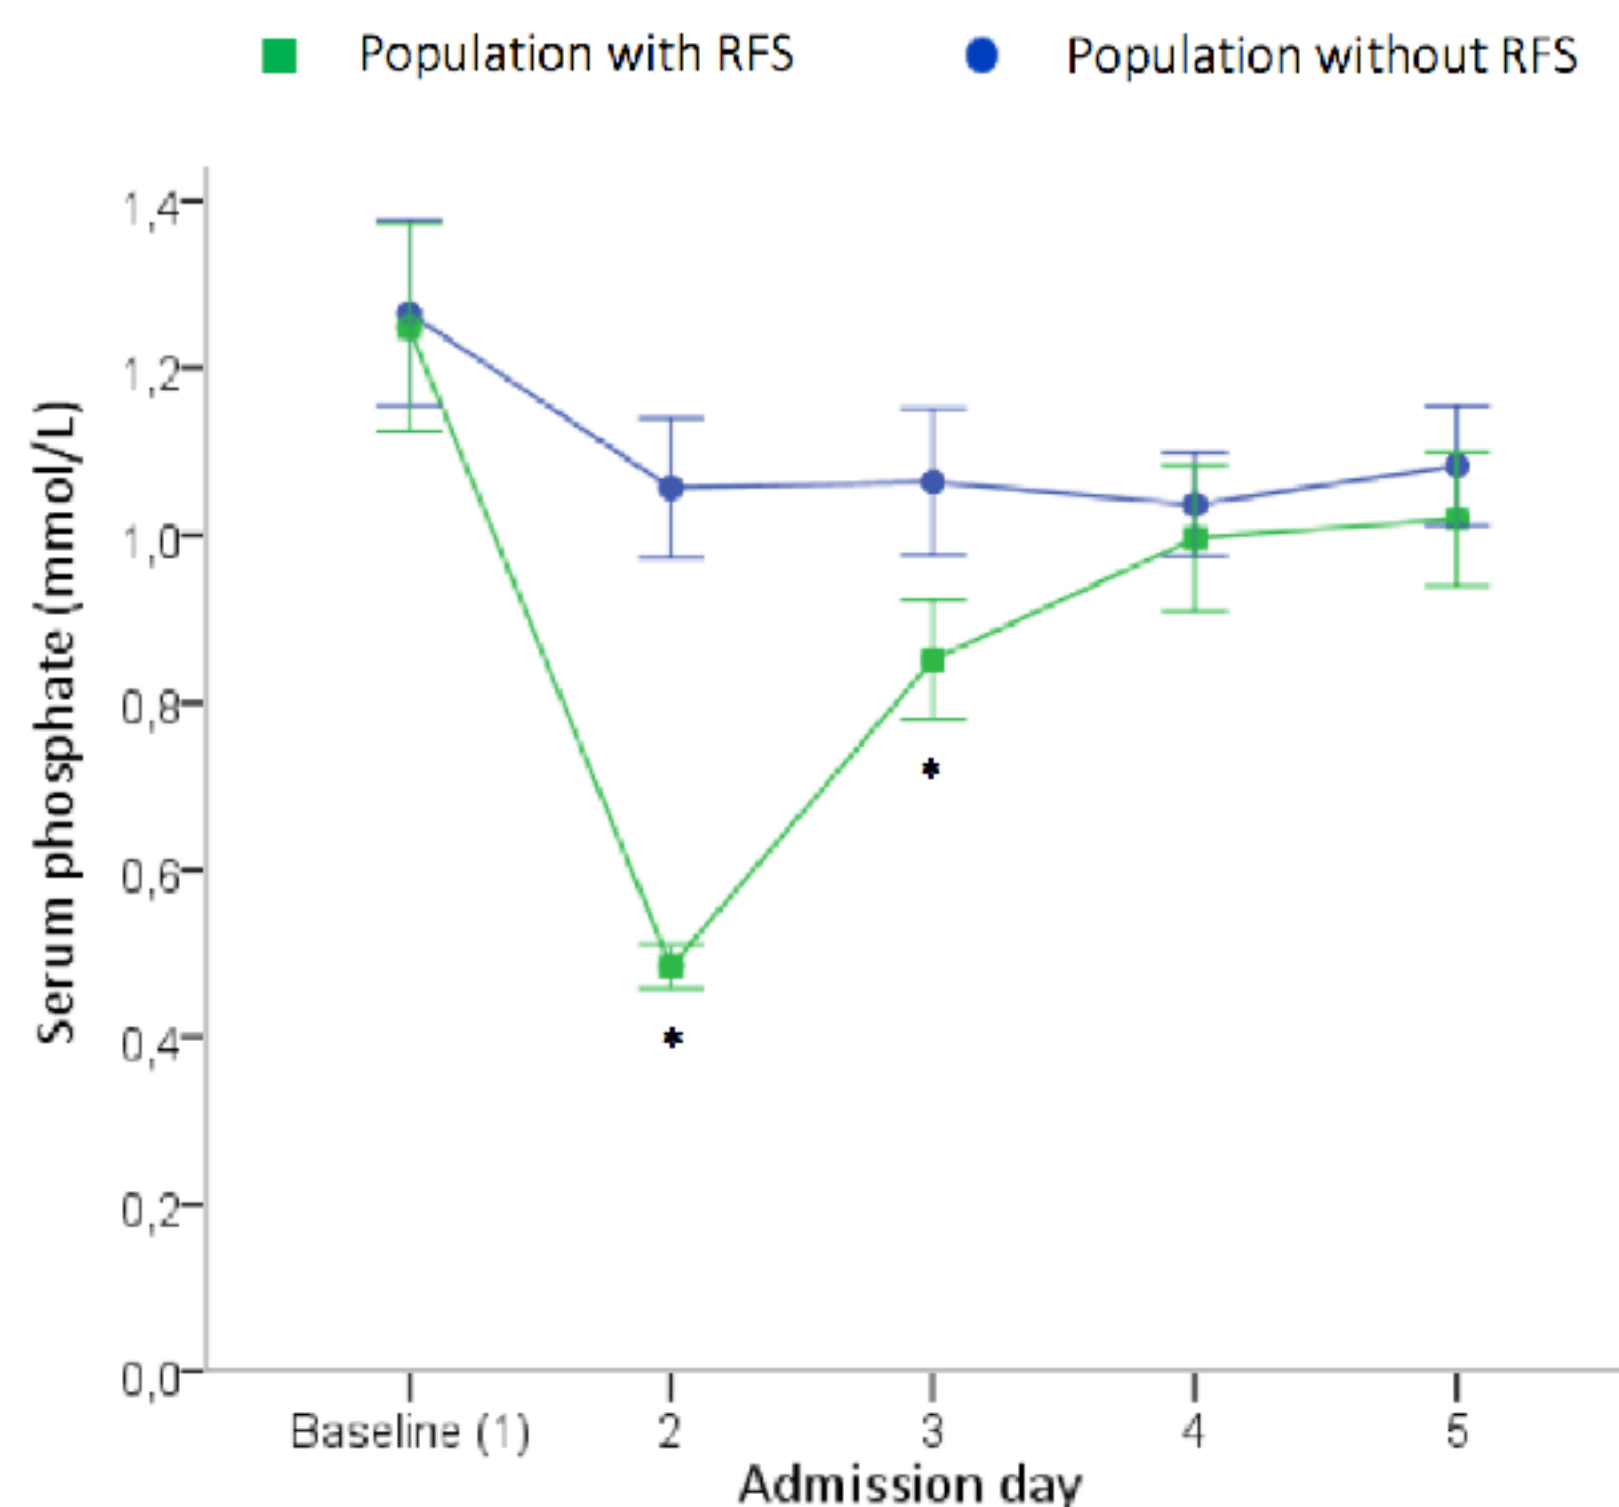 Population with RFS
Population without RFS
Serum phosphate (mmol/L)
1,4
1,2
1,0
0,8
0,6
0,4
0,2
0,0
*
*
Baseline (1) 2 3 4 5
Admission day